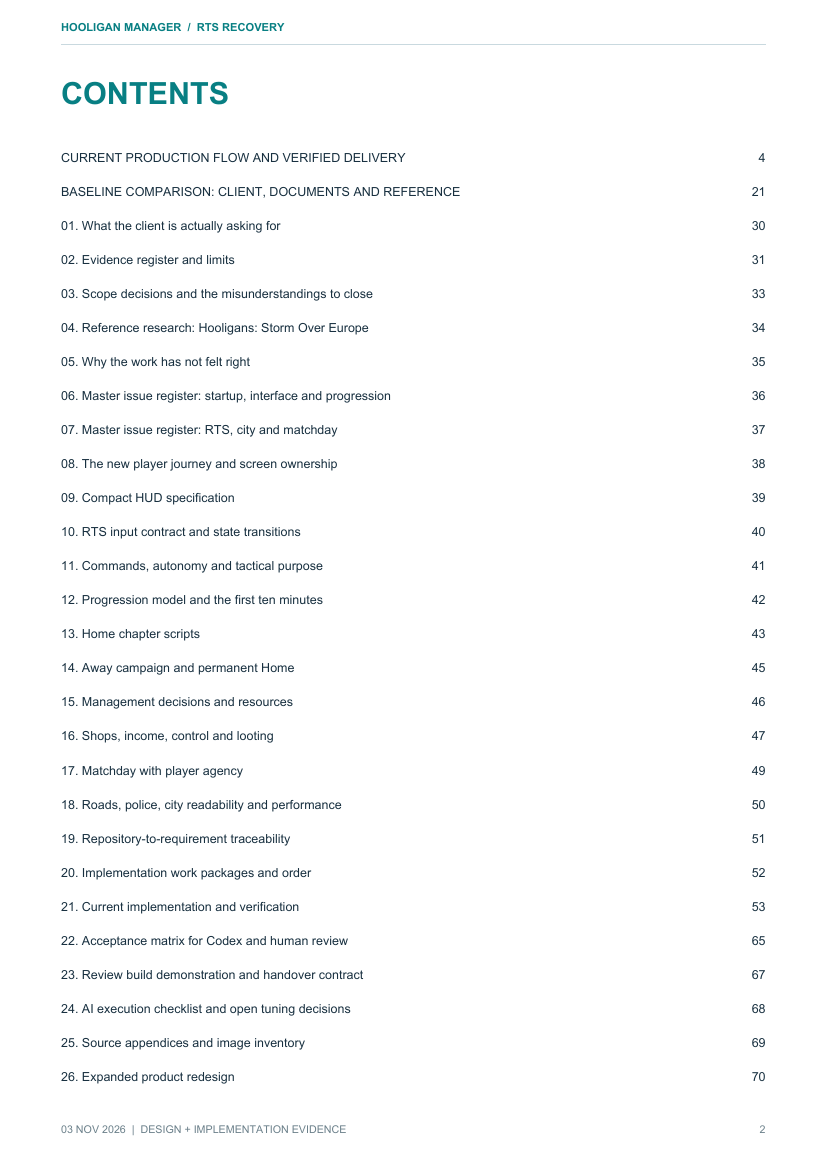 HOOLIGAN MANAGER / RTS RECOVERY
CONTENTS
CURRENT PRODUCTION FLOW AND VERIFIED DELIVERY 4
BASELINE COMPARISON: CLIENT, DOCUMENTS AND REFERENCE 21
01. What the client is actually asking for 30
02. Evidence register and limits 31
03. Scope decisions and the misunderstandings to close 33
04. Reference research: Hooligans: Storm Over Europe 34
05. Why the work has not felt right 35
06. Master issue register: startup, interface and progression 36
07. Master issue register: RTS, city and matchday 37
08. The new player journey and screen ownership 38
09. Compact HUD specification 39
10. RTS input contract and state transitions 40
11. Commands, autonomy and tactical purpose 41
12. Progression model and the first ten minutes 42
13. Home chapter scripts 43
14. Away campaign and permanent Home 45
15. Management decisions and resources 46
16. Shops, income, control and looting 47
17. Matchday with player agency 49
18. Roads, police, city readability and performance 50
19. Repository-to-requirement traceability 51
20. Implementation work packages and order 52
21. Current implementation and verification 53
22. Acceptance matrix for Codex and human review 65
23. Review build demonstration and handover contract 67
24. AI execution checklist and open tuning decisions 68
25. Source appendices and image inventory 69
26. Expanded product redesign 70
03 NOV 2026 | DESIGN + IMPLEMENTATION EVIDENCE 2